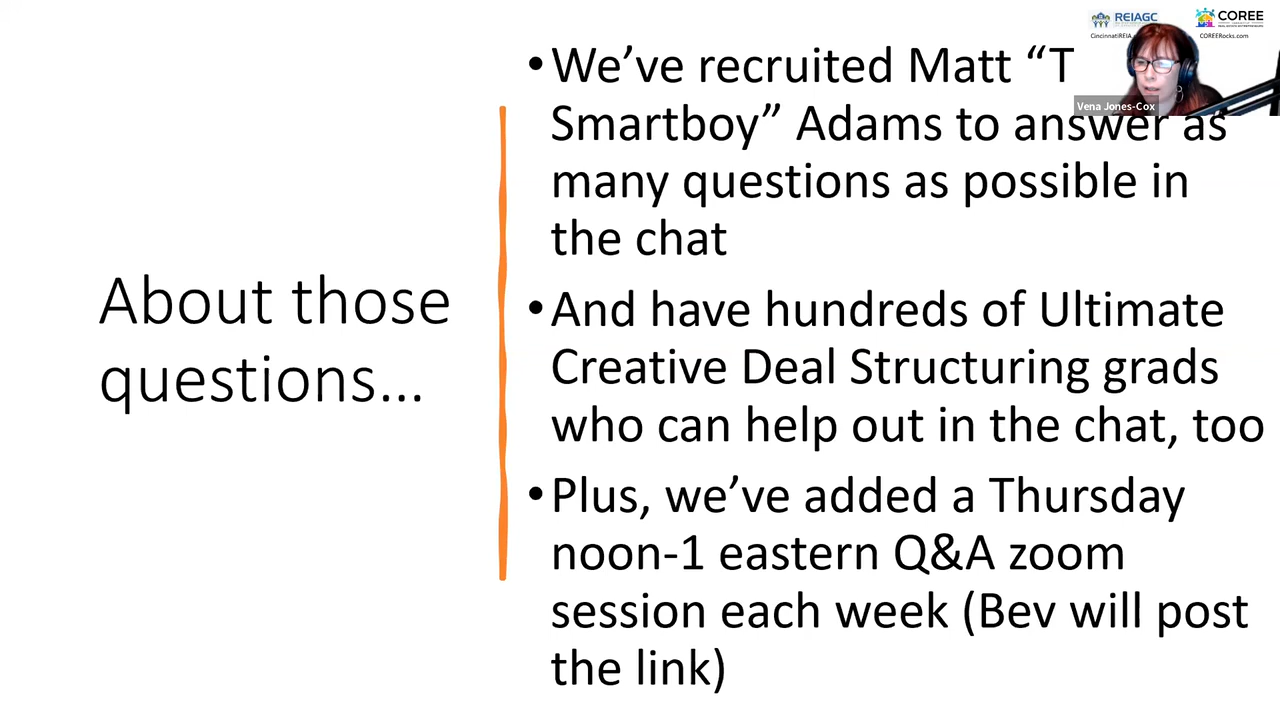 REIAGC
COREE
CincinnatiREIA.
COREERocks.com
Vena Jones-Cox
About those
questions…
•We’ve recruited Matt “T
Smartboy” Adams to answer as
many questions as possible in
the chat
•And have hundreds of Ultimate
Creative Deal Structuring grads
who can help out in the chat, too
•Plus, we’ve added a Thursday
noon-1 eastern Q&A zoom
session each week (Bev will post
the link)